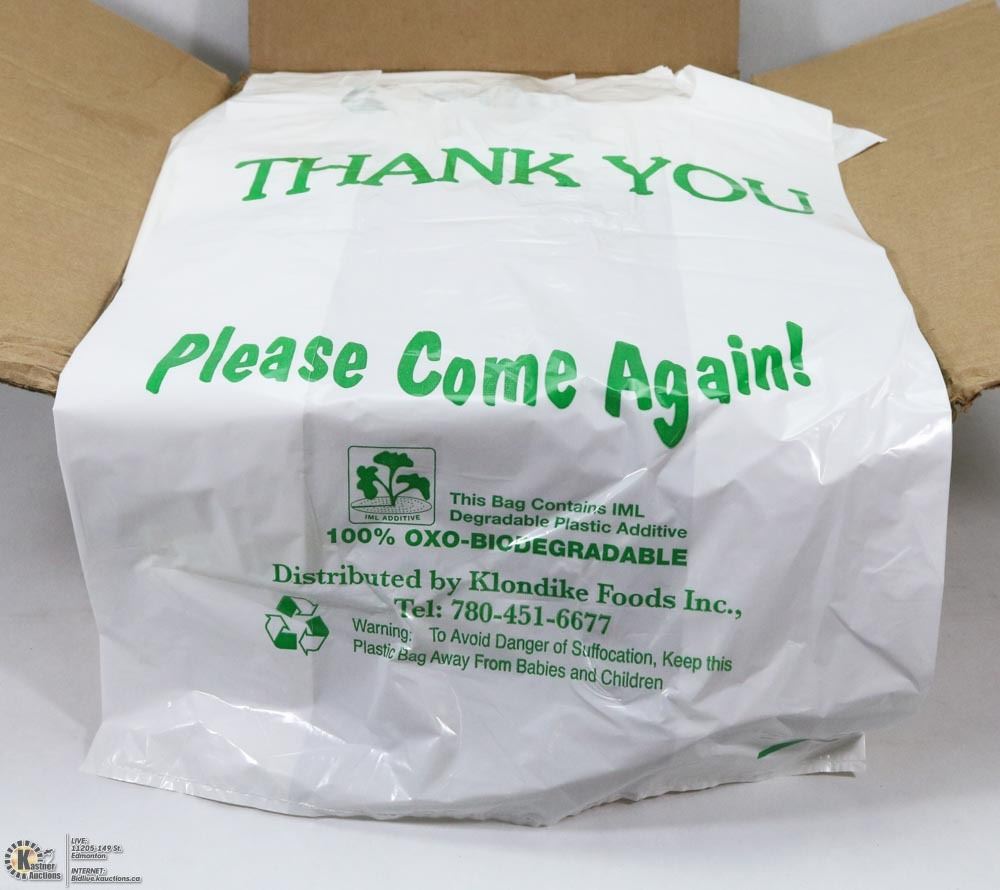 THANK YOU
Please Come Again!
IML ADDITIVE
This Bag Contains IML
Degradable Plastic Additive
100% OXO-BIODEGRADABLE
Distributed by Klondike Foods Inc.,
Tel: 780-451-6677
Warning: To Avoid Danger of Suffocation, Keep this
Plastic Bag Away From Babies and Children
Kastner
Auctions
LIVE:
11205-149 St.
Edmonton
INTERNET:
Bidlive.kauctions.ca